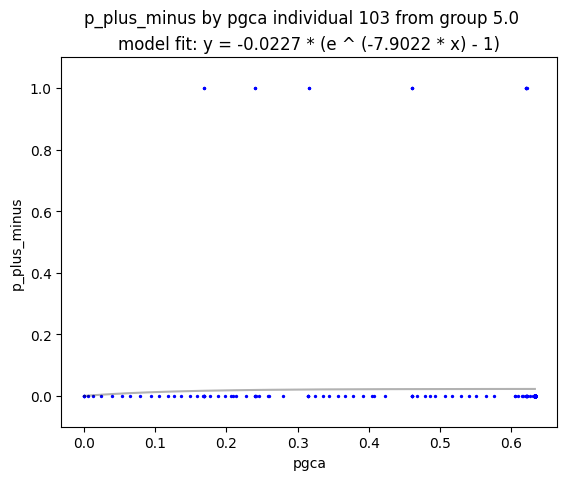 p_plus_minus by pgca individual 103 from group 5.0
model fit: y = -0.0227 * (e ^ (-7.9022 * x) - 1)
1.0
0.8
0.6
0.4
0.2
0.0
p_plus_minus
0.0 0.1 0.2 0.3 0.4 0.5 0.6
pgca